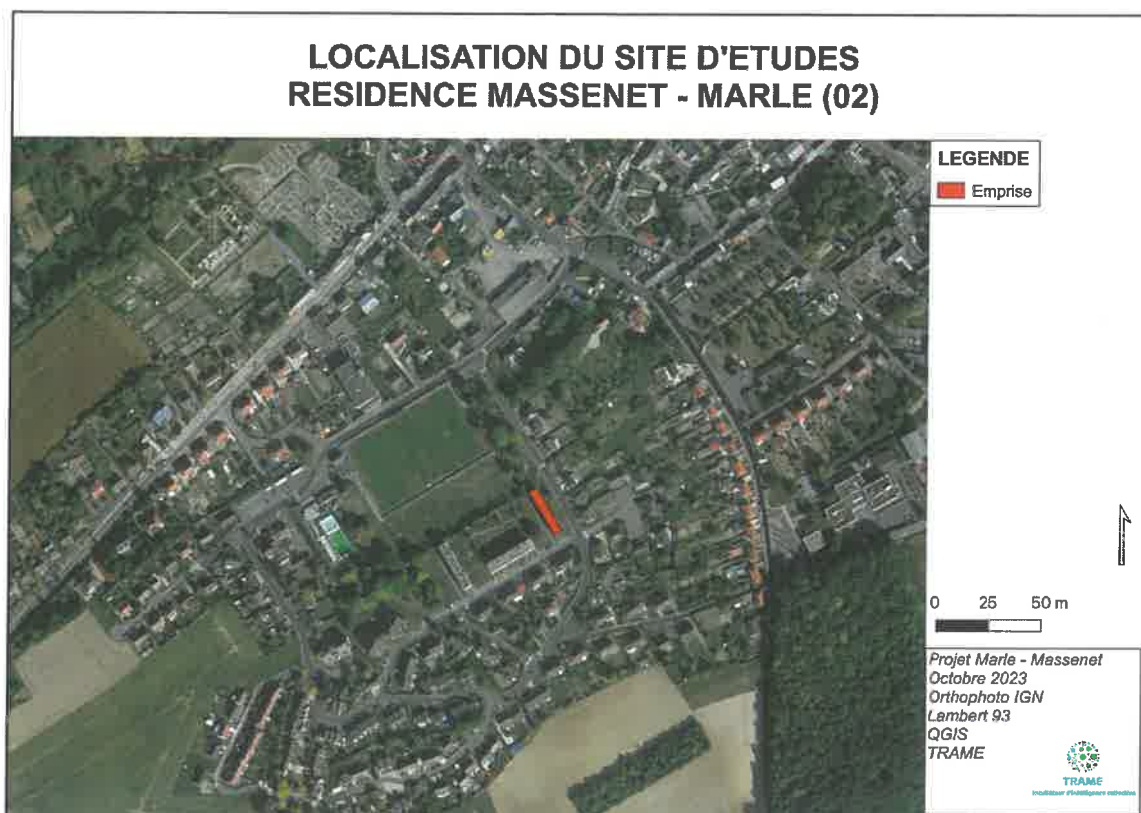 LOCALISATION DU SITE D'ETUDES
RESIDENCE MASSENET - MARLE (02)
LEGENDE
Emprise
0 25 50 m
Projet Marle - Massenet
Octobre 2023
Orthophoto IGN
Lambert 93
QGIS
TRAME
TRAME